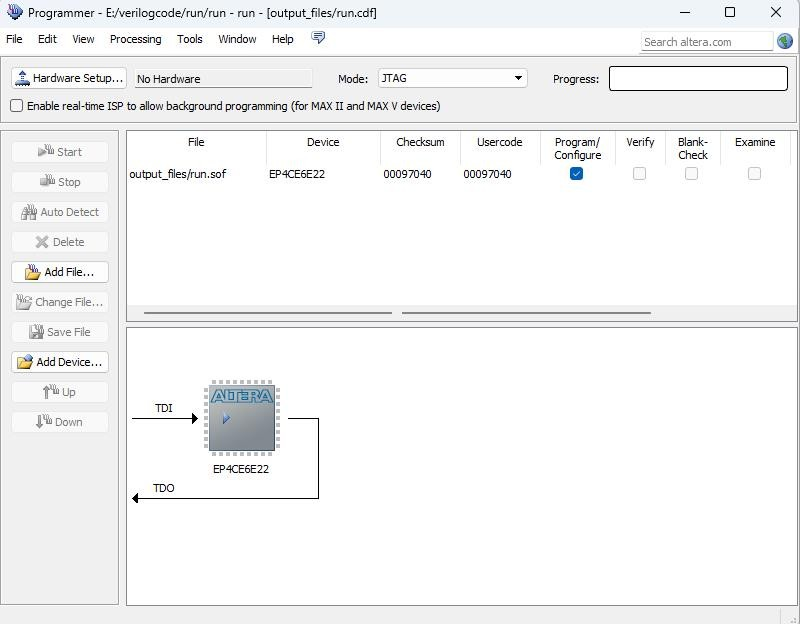 Programmer - E:/verilogcode/run/run - run - [output_files/run.cdf]
File Edit View Processing Tools Window Help
Search altera.com
Hardware Setup... No Hardware Mode: JTAG Progress:
Enable real-time ISP to allow background programming (for MAX II and MAX V devices)
Start
Stop
Auto Detect
Delete
Add File...
Change File...
Save File
Add Device...
Up
Down
File Device Checksum Usercode Program/
Configure Verify Blank-
Check Examine
output_files/run.sof EP4CE6E22 00097040 00097040
TDI
ALTERA
EP4CE6E22
TDO